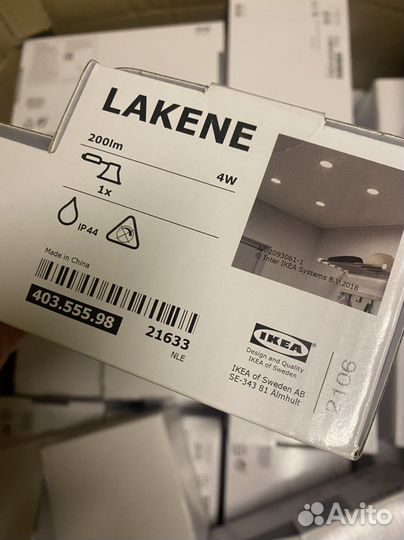 LAKENE
200lm
4W
1x
IP44
AA-2093061-1
© Inter IKEA Systems B.V. 2018
Made in China
403.555.98
21633
NLE
IKEA
Design and Quality
IKEA of Sweden
IKEA of Sweden AB
SE-343 81 Älmhult
2106
Avito